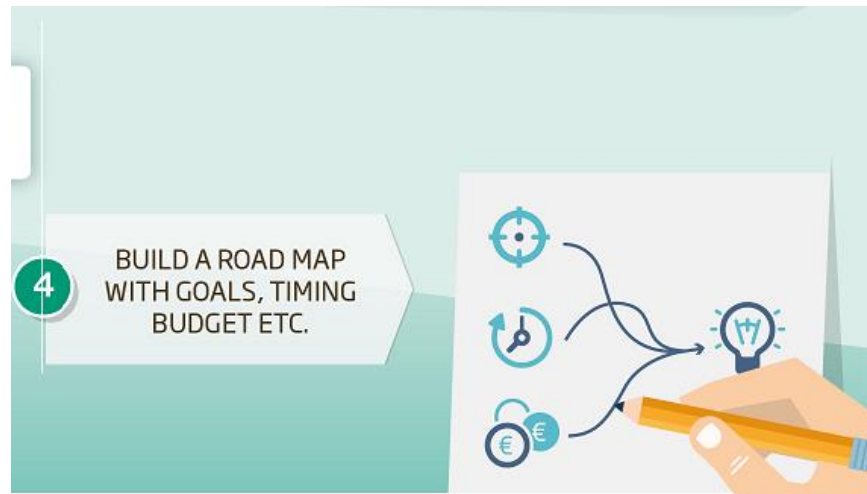 4
BUILD A ROAD MAP
WITH GOALS, TIMING
BUDGET ETC.
€
€